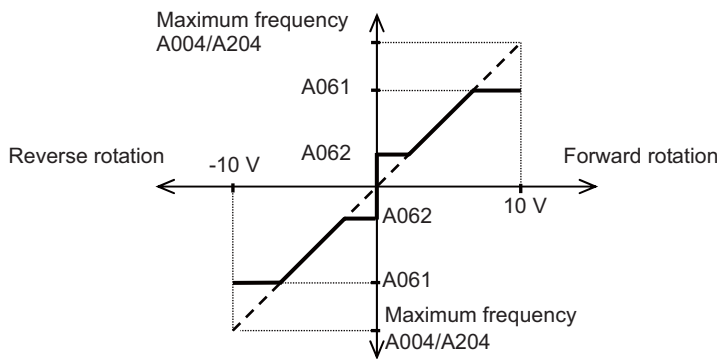 Maximum frequency
A004/A204
A061
Reverse rotation
-10 V
A062
Forward rotation
10 V
A062
A061
Maximum frequency
A004/A204